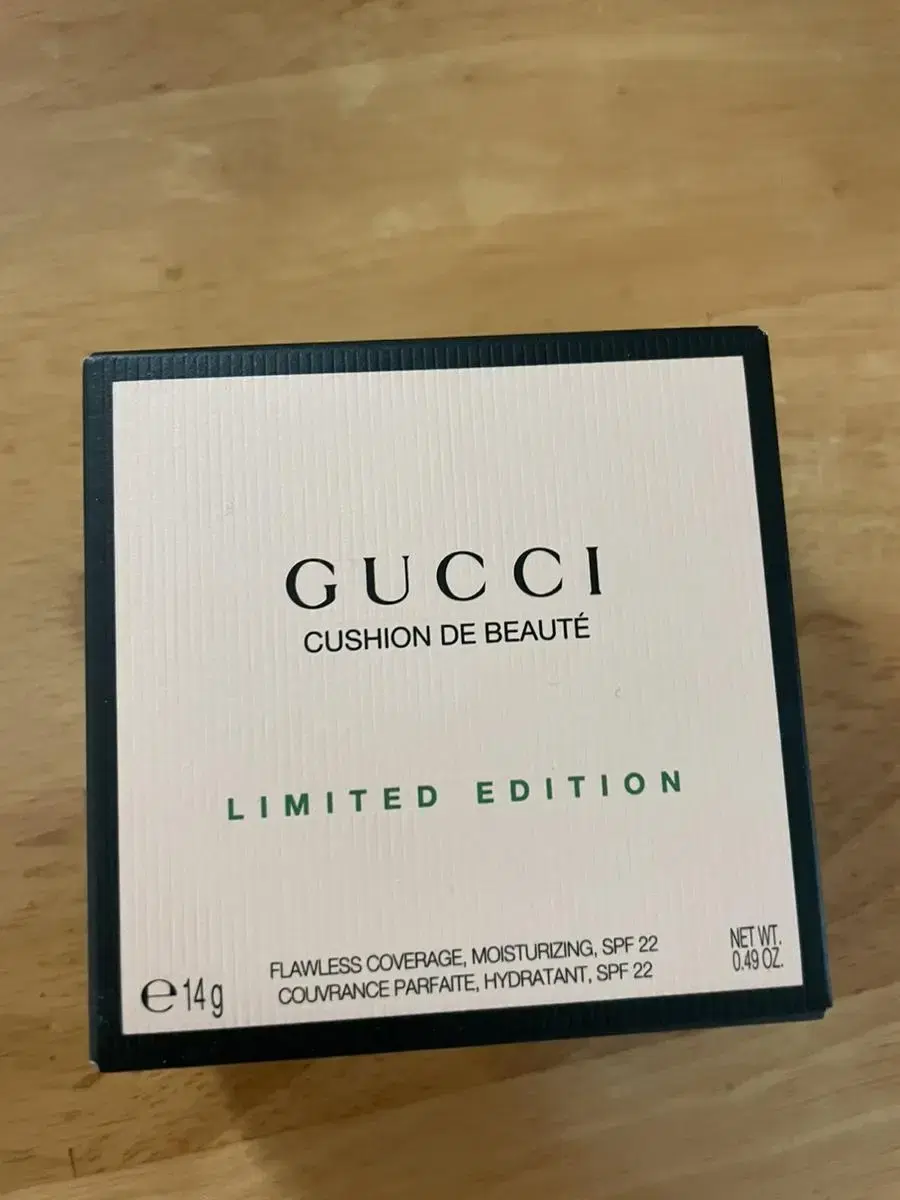 GUCCI
CUSHION DE BEAUTÉ
LIMITED EDITION
FLAWLESS COVERAGE, MOISTURIZING, SPF 22
COUVRANCE PARFAITE, HYDRATANT, SPF 22
℮ 14 g
NET WT.
0.49 OZ.